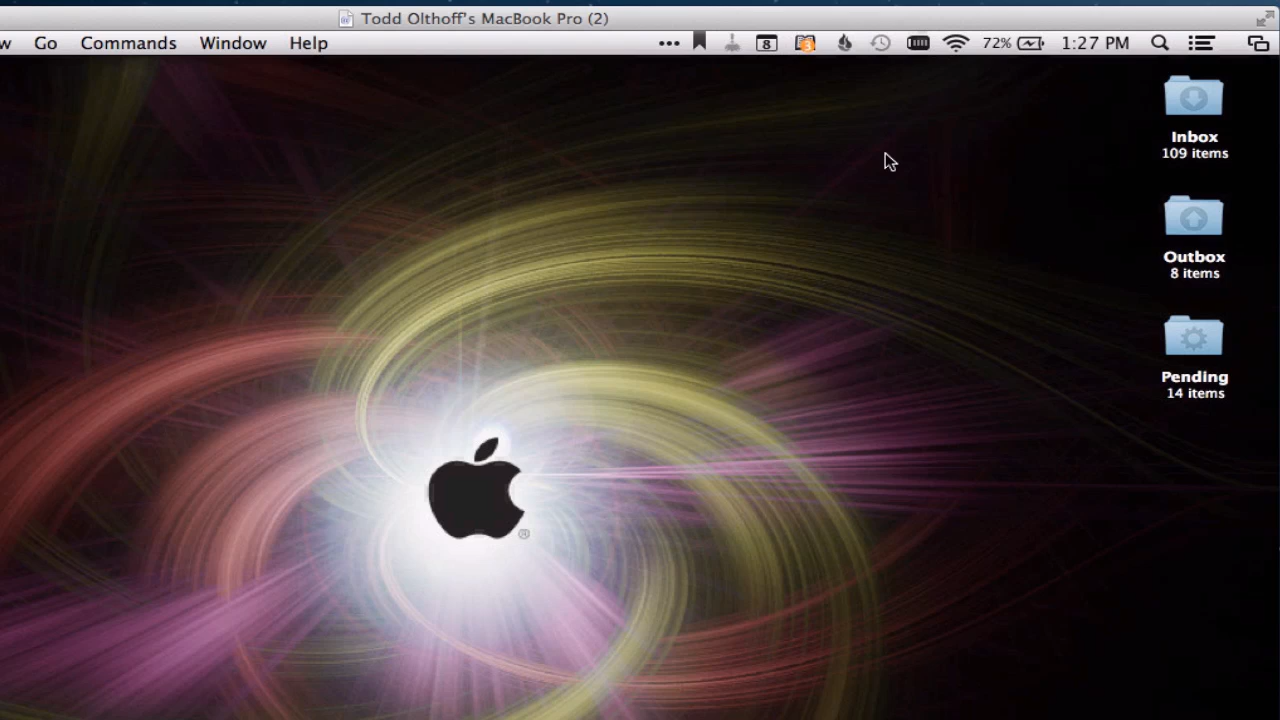 Todd Olthoff's MacBook Pro (2)
w Go Commands Window Help ••• 8 3 72% 1:27 PM
Inbox
109 items
Outbox
8 items
Pending
14 items
®